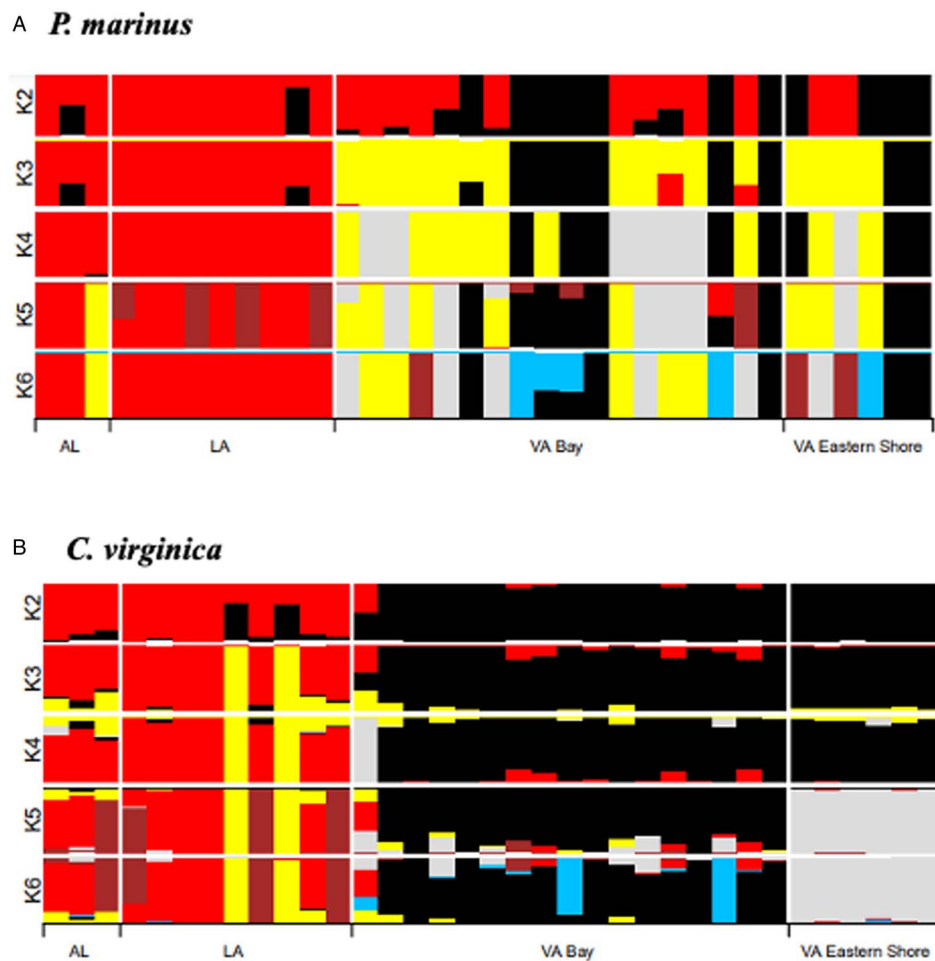 A P. marinus
K2
K3
K4
K5
K6
AL LA VA Bay VA Eastern Shore
B C. virginica
K2
K3
K4
K5
K6
AL LA VA Bay VA Eastern Shore